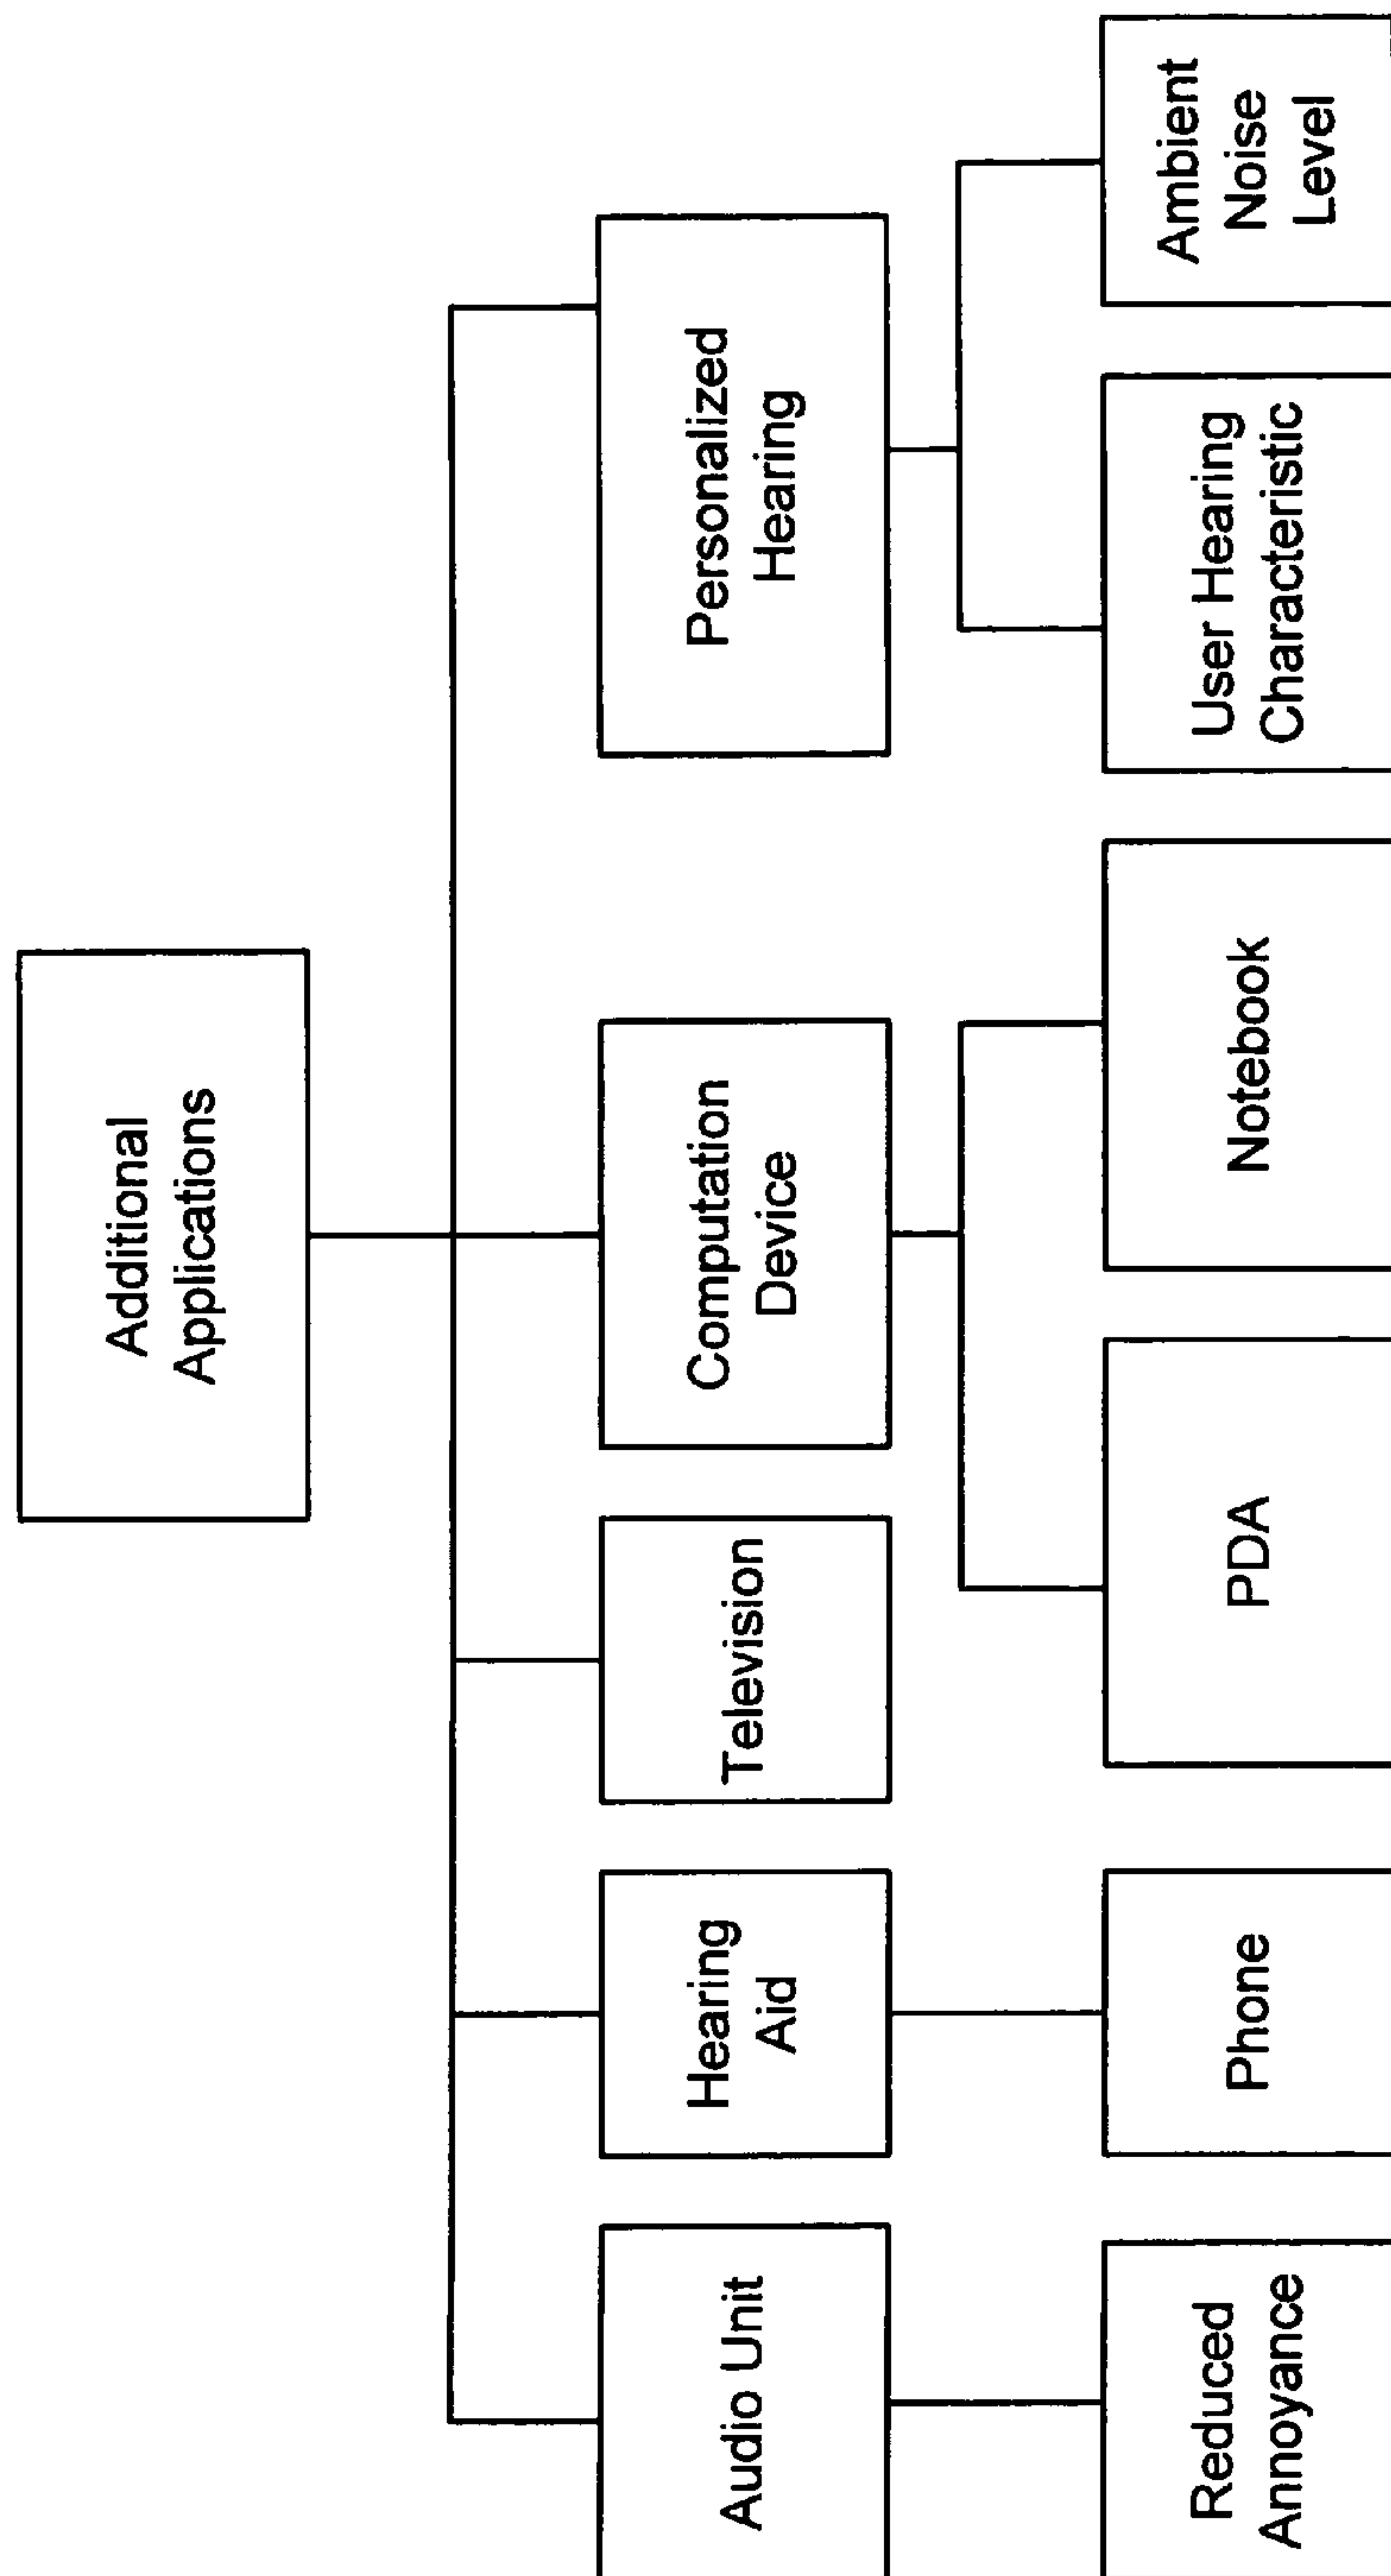 Additional
Applications
Audio Unit
Hearing
Aid
Television
Computation
Device
Personalized
Hearing
Reduced
Annoyance
Phone
PDA
Notebook
User Hearing
Characteristic
Ambient
Noise
Level